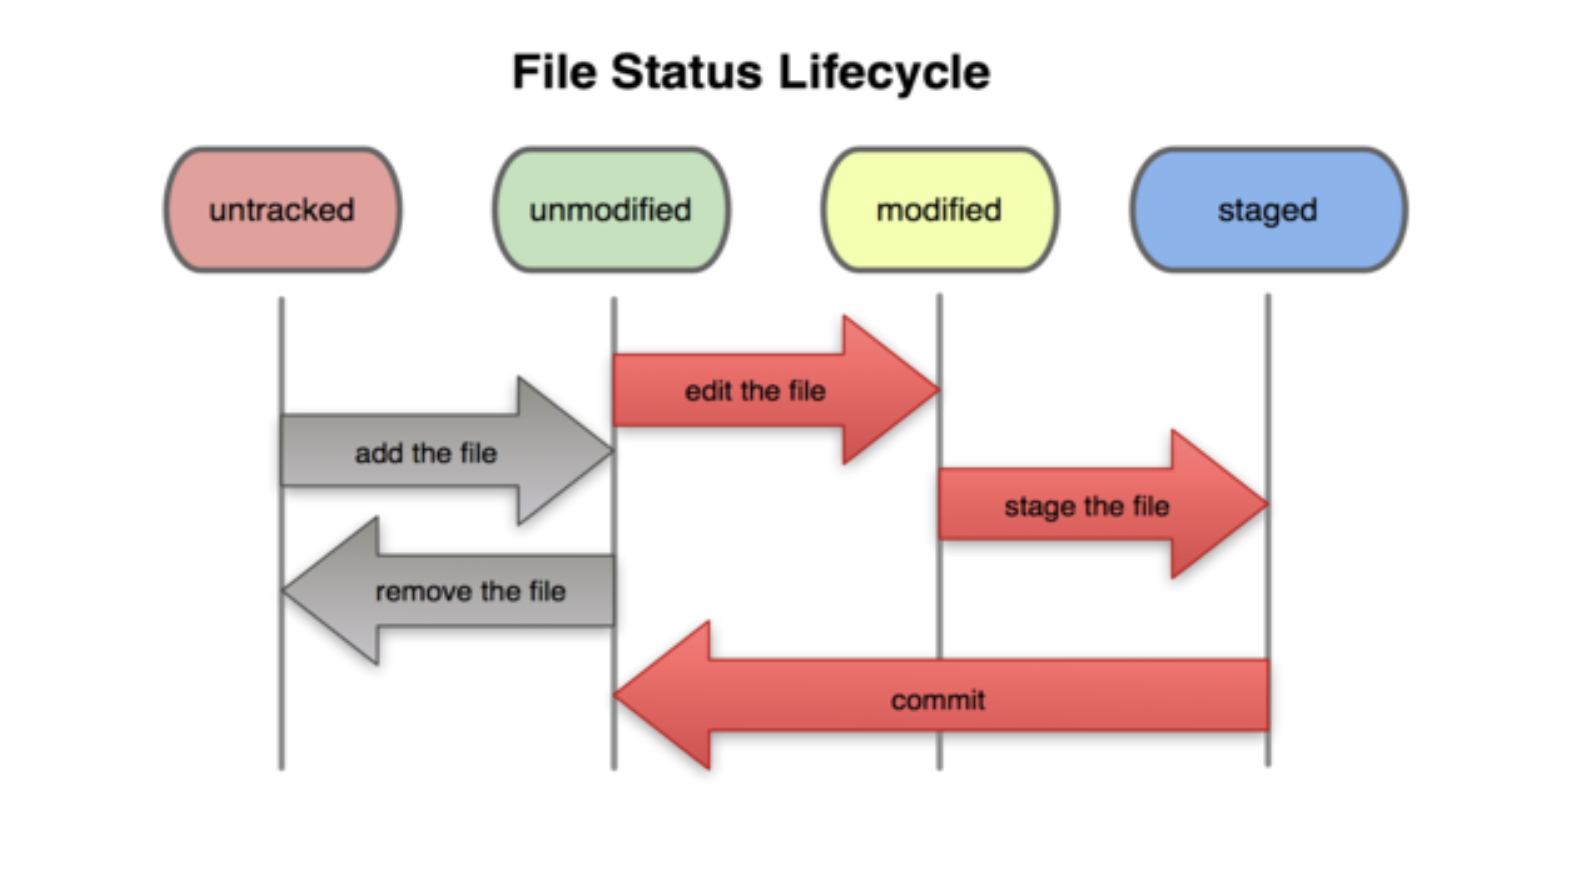 File Status Lifecycle
untracked
unmodified
modified
staged
edit the file
add the file
stage the file
remove the file
commit